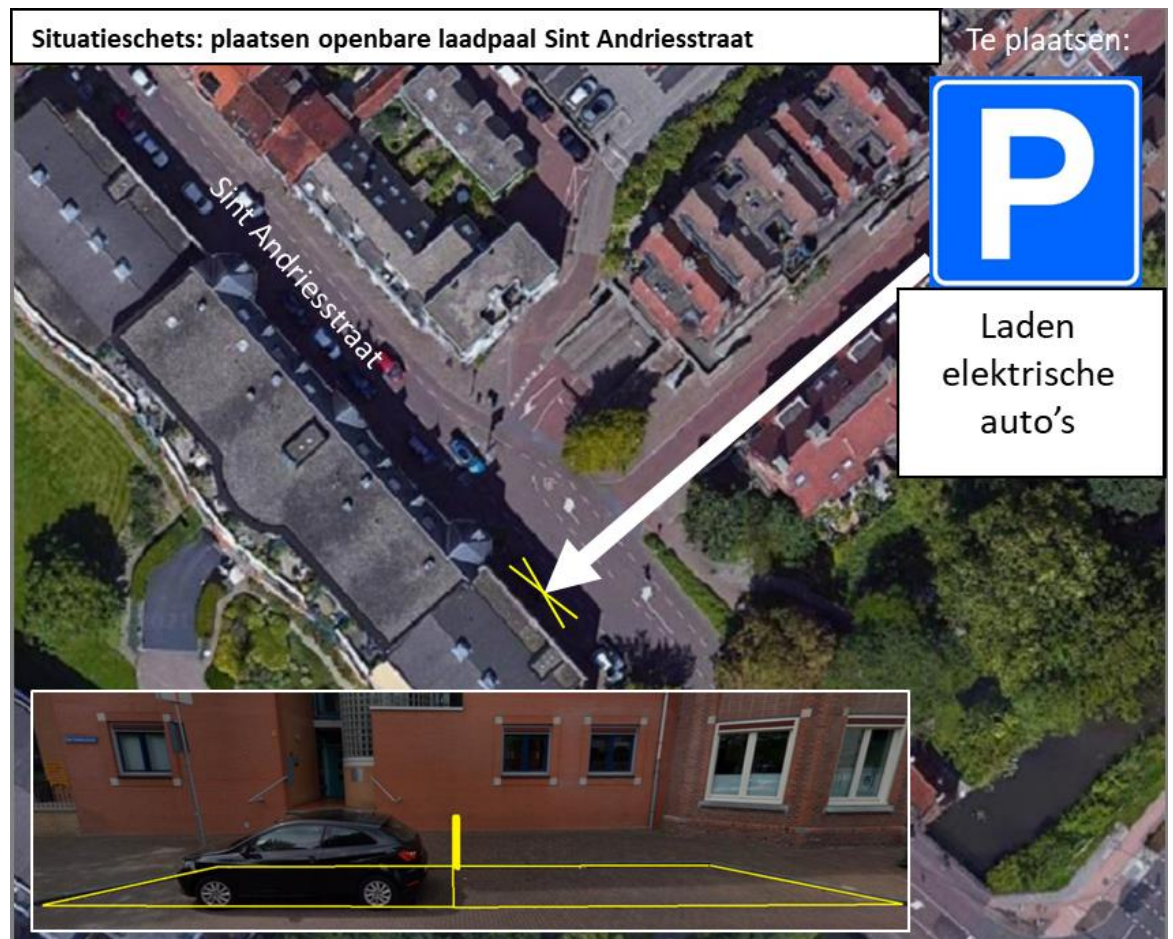 Situatieschets: plaatsen openbare laadpaal Sint Andriesstraat
Te plaatsen:
P
Laden
elektrische
auto's
Sint Andriesstraat